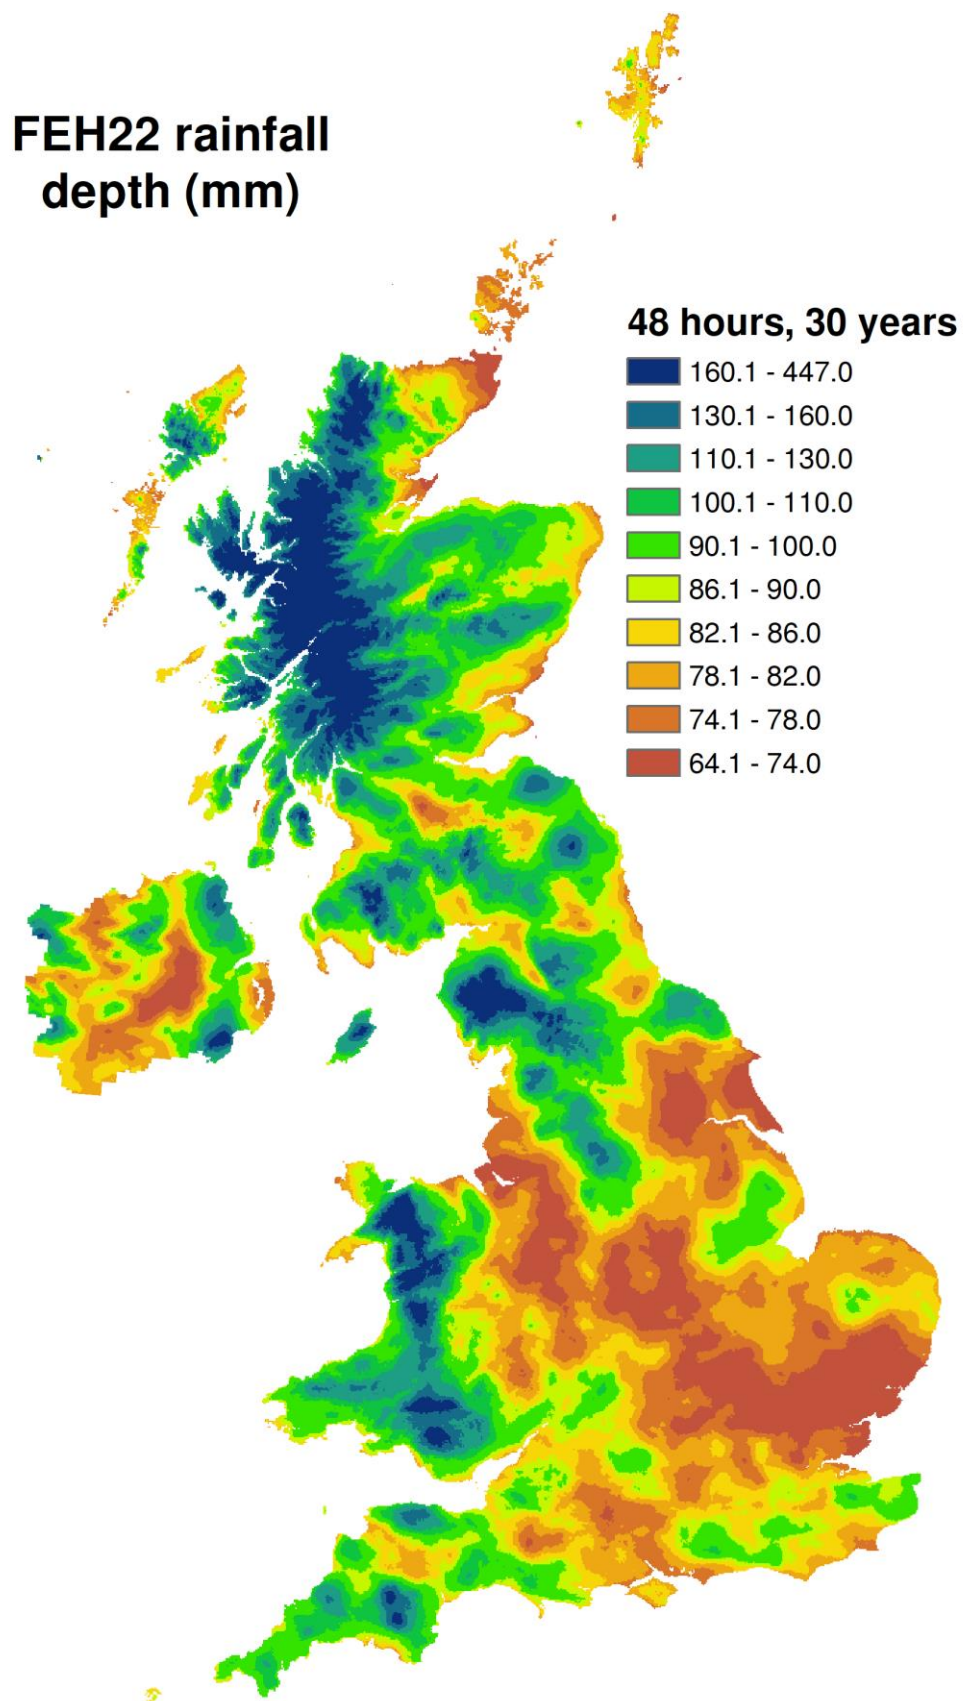 FEH22 rainfall
depth (mm)
48 hours, 30 years
160.1 - 447.0
130.1 - 160.0
110.1 - 130.0
100.1 - 110.0
90.1 - 100.0
86.1 - 90.0
82.1 - 86.0
78.1 - 82.0
74.1 - 78.0
64.1 - 74.0